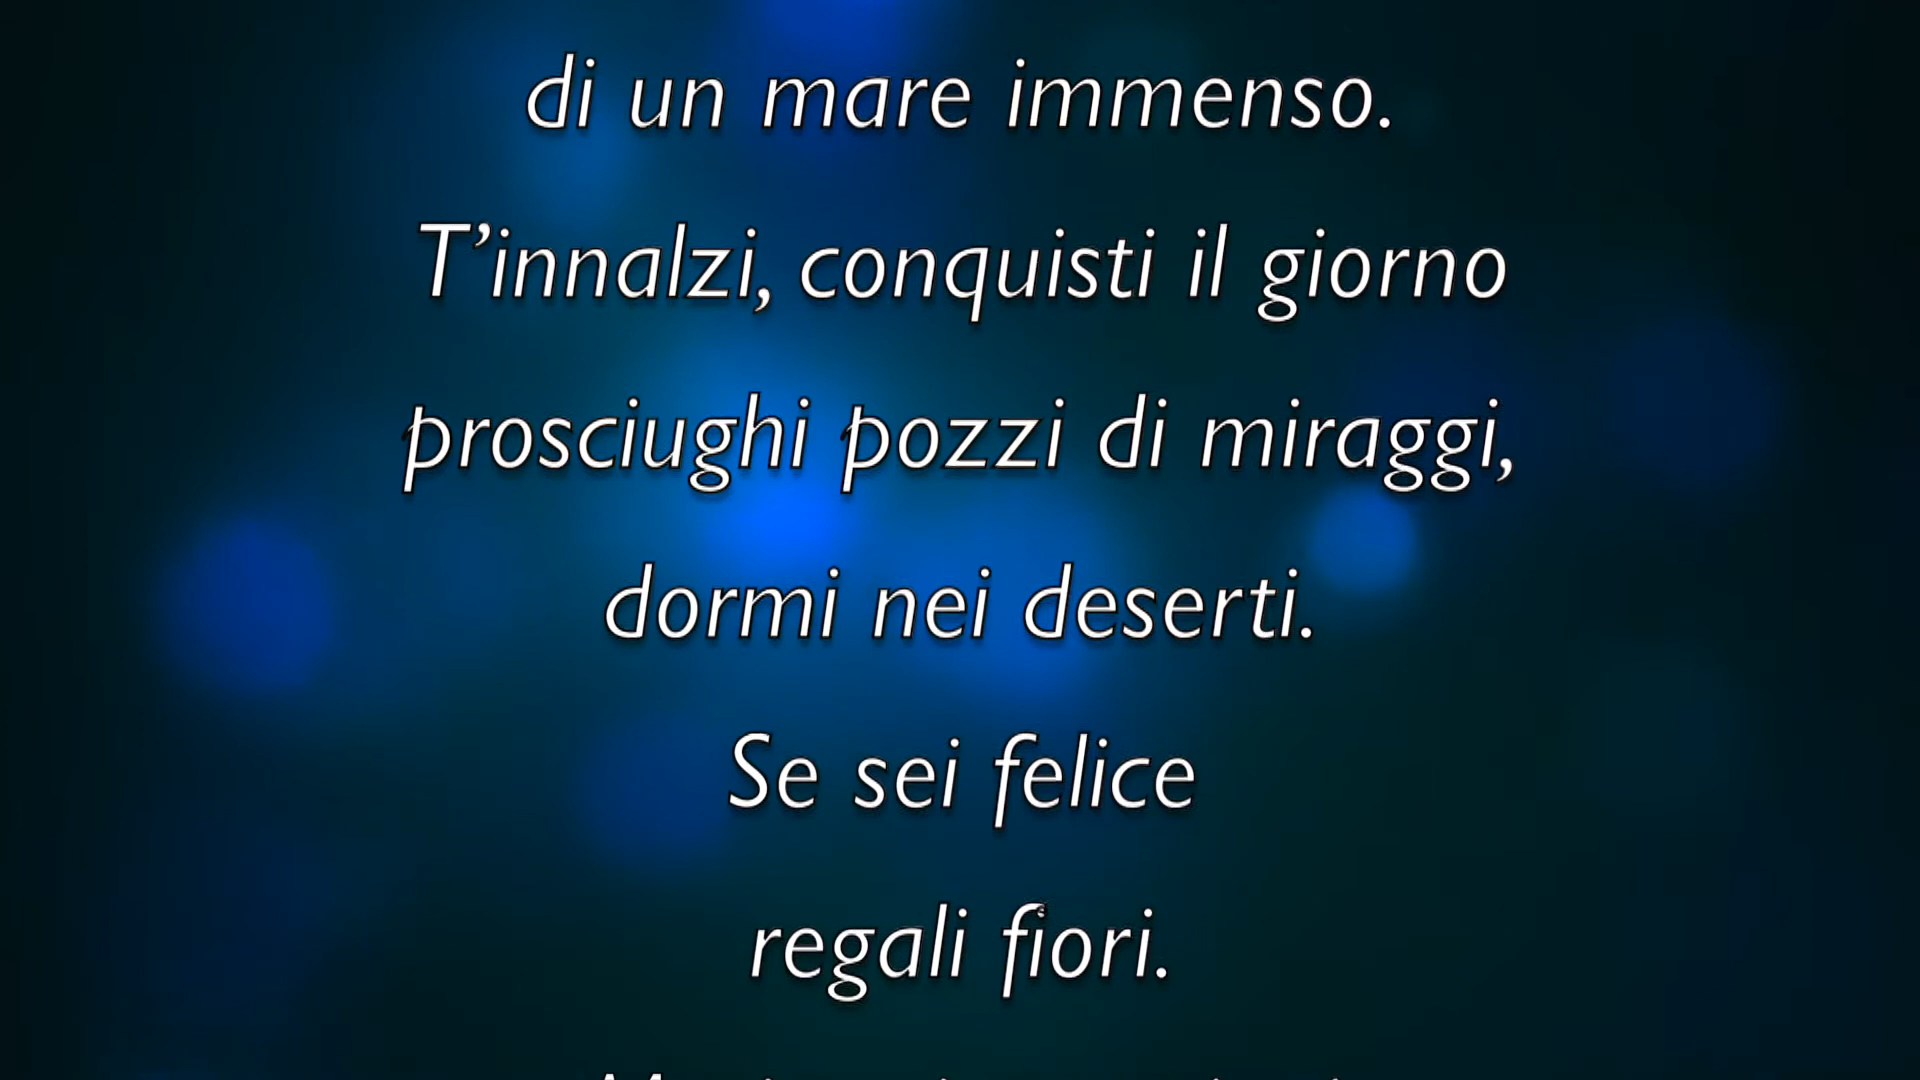 di un mare immenso.
T’innalzi, conquisti il giorno
prosciughi pozzi di miraggi,
dormi nei deserti.
Se sei felice
regali fiori.